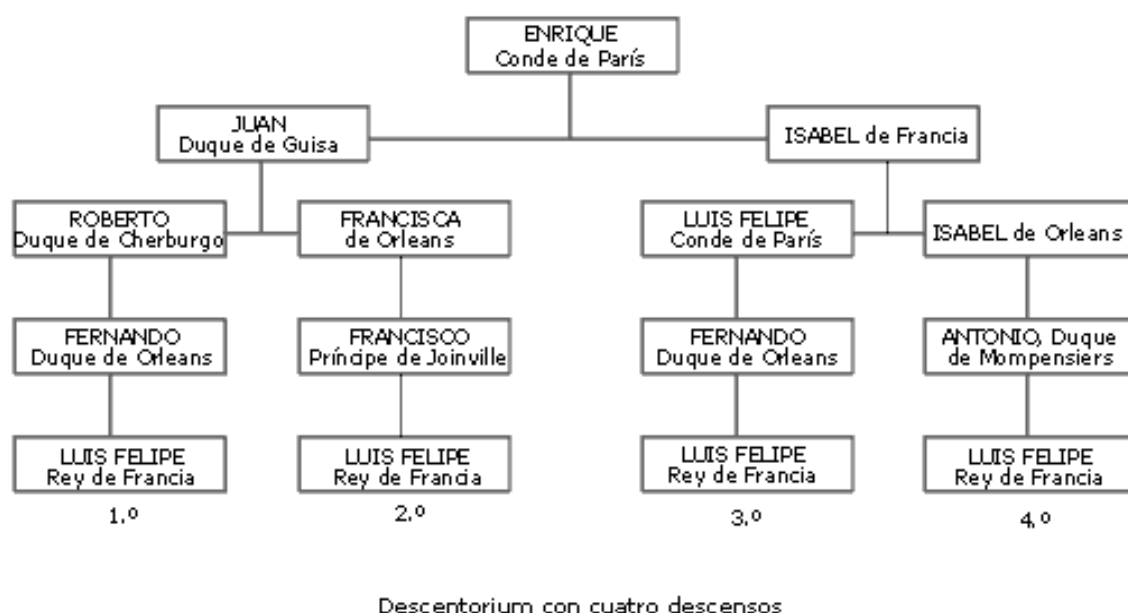 ENRIQUE
Conde de París
JUAN
Duque de Guisa
ISABEL de Francia
ROBERTO
Duque de Cherburgo
FRANCISCA
de Orleans
LUIS FELIPE
Conde de París
ISABEL de Orleans
FERNANDO
Duque de Orleans
FRANCISCO
Príncipe de Joinville
FERNANDO
Duque de Orleans
ANTONIO, Duque
de Mompensiers
LUIS FELIPE
Rey de Francia
LUIS FELIPE
Rey de Francia
LUIS FELIPE
Rey de Francia
LUIS FELIPE
Rey de Francia
1.º
2.º
3.º
4.º
Descentorium con cuatro descensos